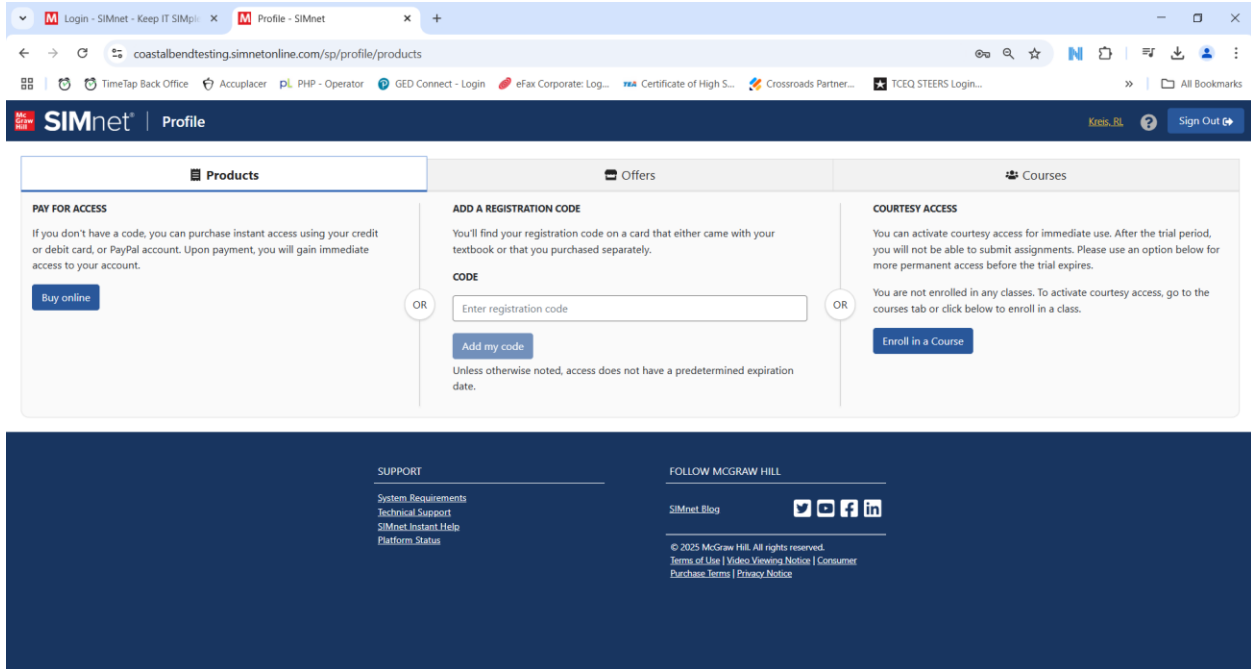 Login - SIMnet - Keep IT SIMpl
Profile - SIMnet
coastalbendtesting.simnetonline.com/sp/profile/products
TimeTap Back Office
Accuplacer
PHP - Operator
GED Connect - Login
eFax Corporate: Log...
Certificate of High S...
Crossroads Partner...
TCEQ STEERS Login...
All Bookmarks
Mc Graw Hill
SIMnet® | Profile
Kreis, RL
Sign Out
Products
Offers
Courses
PAY FOR ACCESS
If you don't have a code, you can purchase instant access using your credit
or debit card, or PayPal account. Upon payment, you will gain immediate
access to your account.
Buy online
OR
ADD A REGISTRATION CODE
You'll find your registration code on a card that either came with your
textbook or that you purchased separately.
CODE
Enter registration code
Add my code
Unless otherwise noted, access does not have a predetermined expiration
date.
OR
COURTESY ACCESS
You can activate courtesy access for immediate use. After the trial period,
you will not be able to submit assignments. Please use an option below for
more permanent access before the trial expires.
You are not enrolled in any classes. To activate courtesy access, go to the
courses tab or click below to enroll in a class.
Enroll in a Course
SUPPORT
System Requirements
Technical Support
SIMnet Instant Help
Platform Status
FOLLOW MCGRAW HILL
SIMnet Blog
© 2025 McGraw Hill. All rights reserved.
Terms of Use | Video Viewing Notice | Consumer
Purchase Terms | Privacy Notice